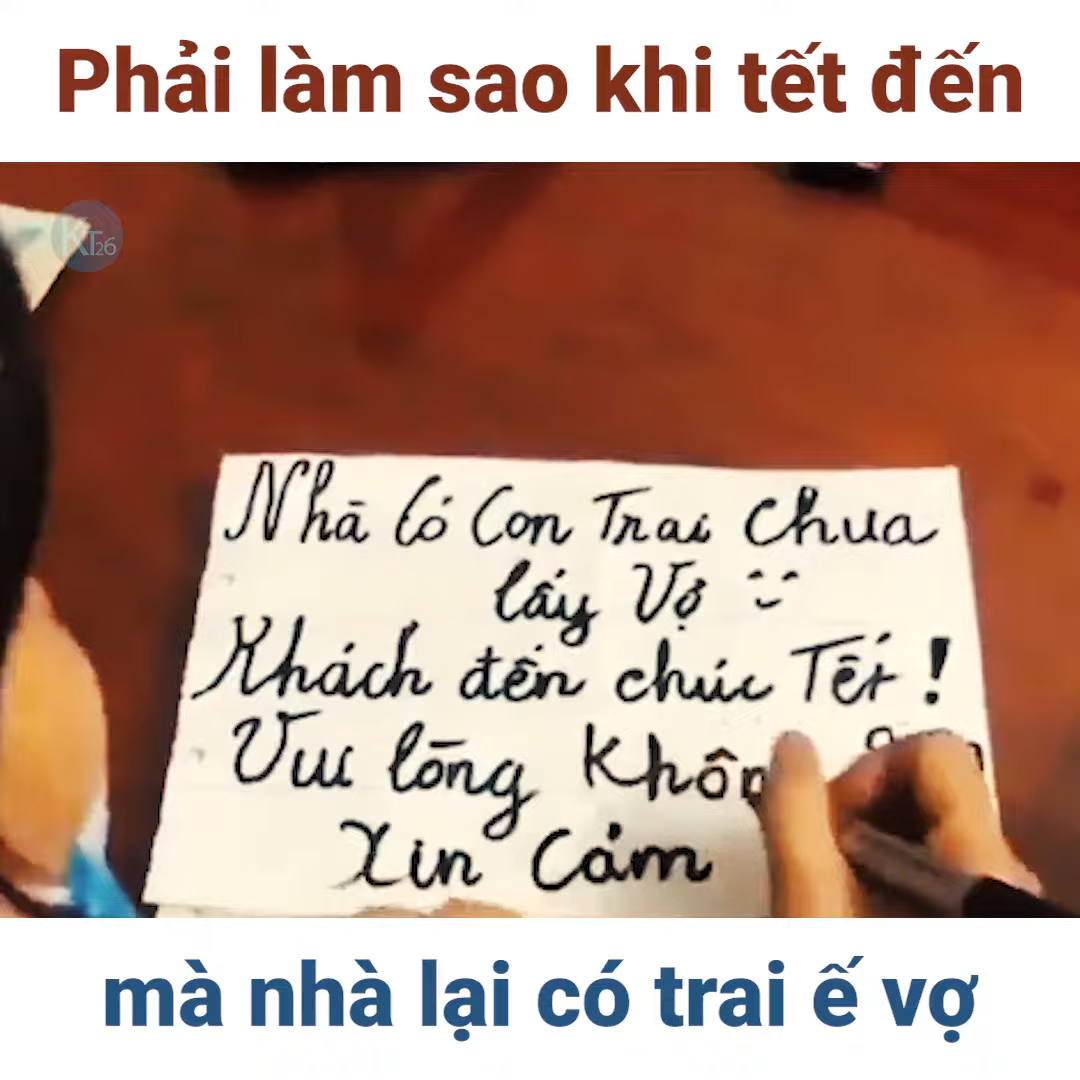 Phải làm sao khi tết đến
KT26
Nhà Có Con Trai Chưa
lấy Vợ
Khách đến chúc Tết!
Vui lòng
Xin Cảm
mà nhà lại có trai ế vợ